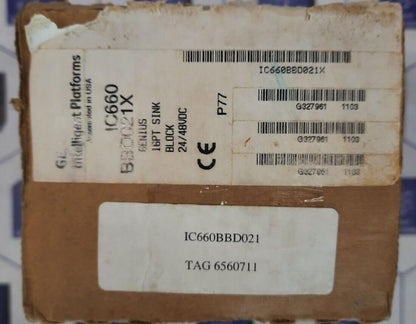 Intelligent Platforms
Assembled in USA
IC660
BBD021X
GENIUS
16PT SINK
BLOCK
24/48VDC
CE
P77
IC660BBD021X
G327961 1103
G327961 1103
G327961 1103
IC660BBD021
TAG 6560711